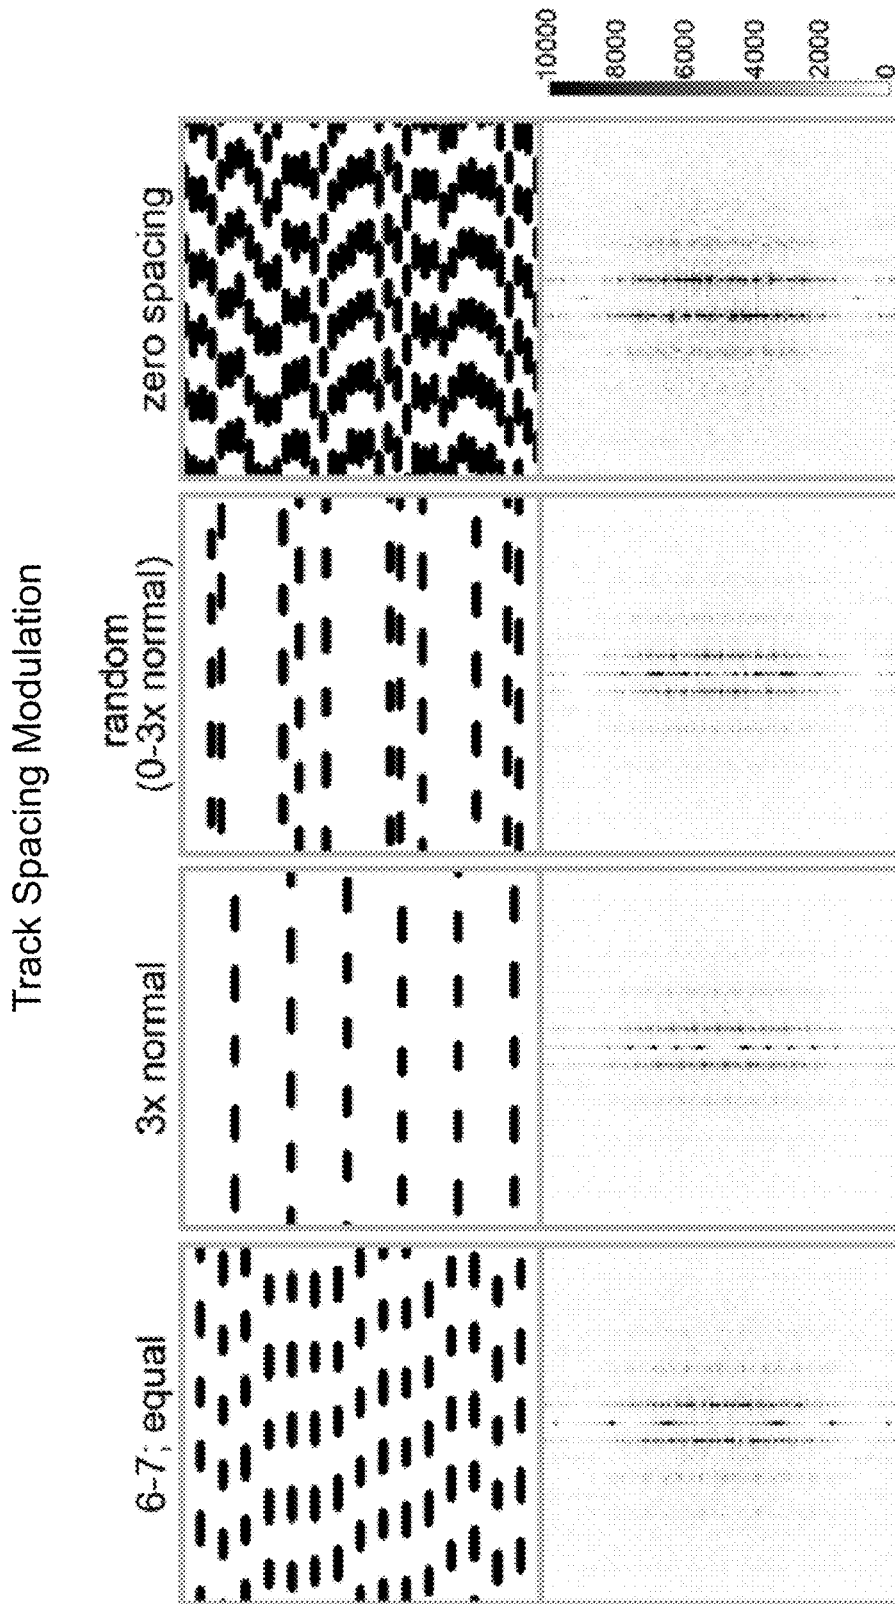 Track Spacing Modulation
6-7; equal
3x normal
random
(0-3x normal)
zero spacing
10000
8000
6000
4000
2000
0